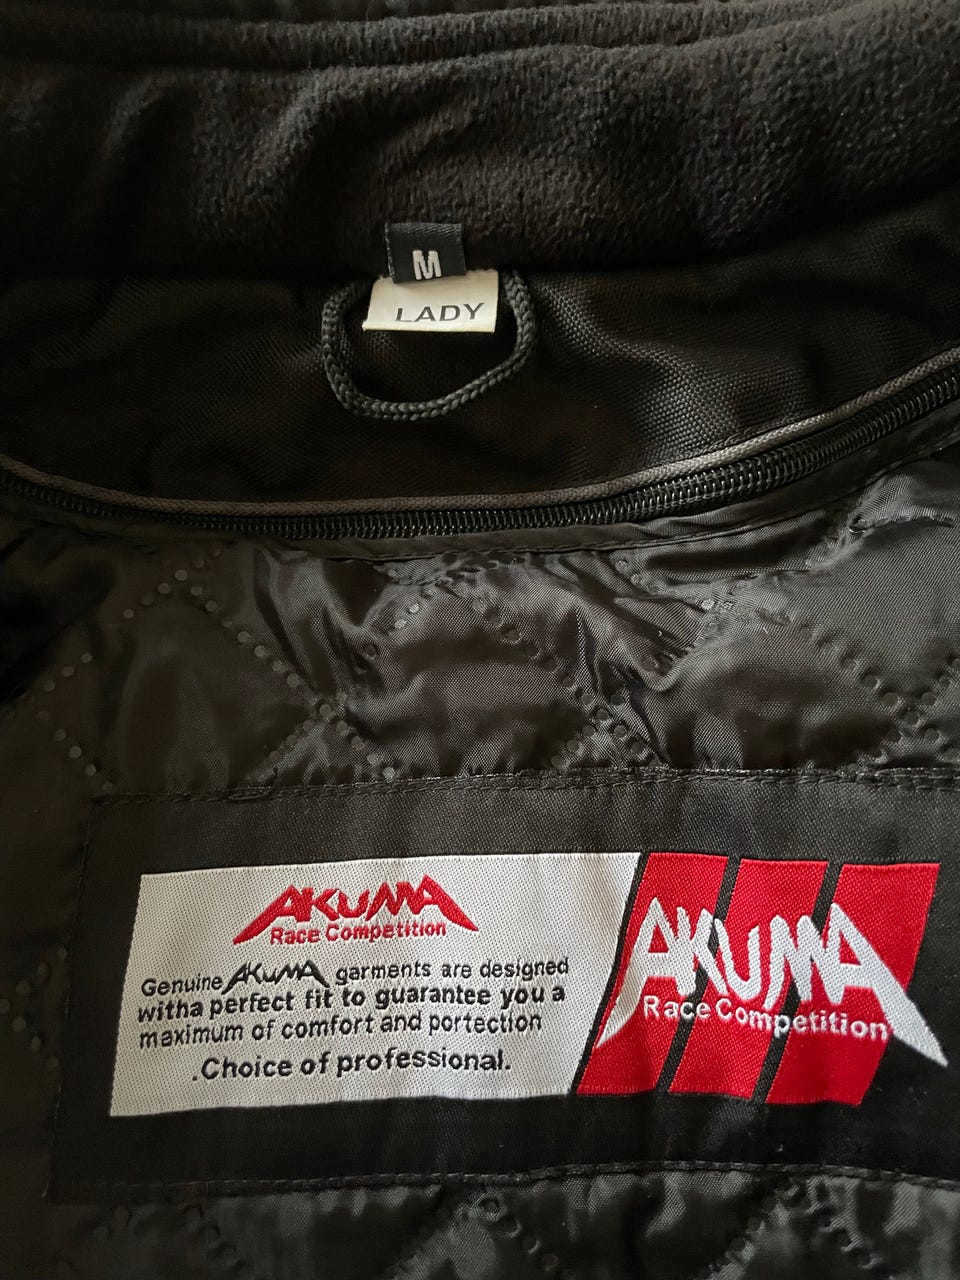 M
LADY
AKUMA
Race Competition
Genuine AKUMA garments are designed
witha perfect fit to guarantee you a
maximum of comfort and portection
.Choice of professional.
AKUMA
Race Competition